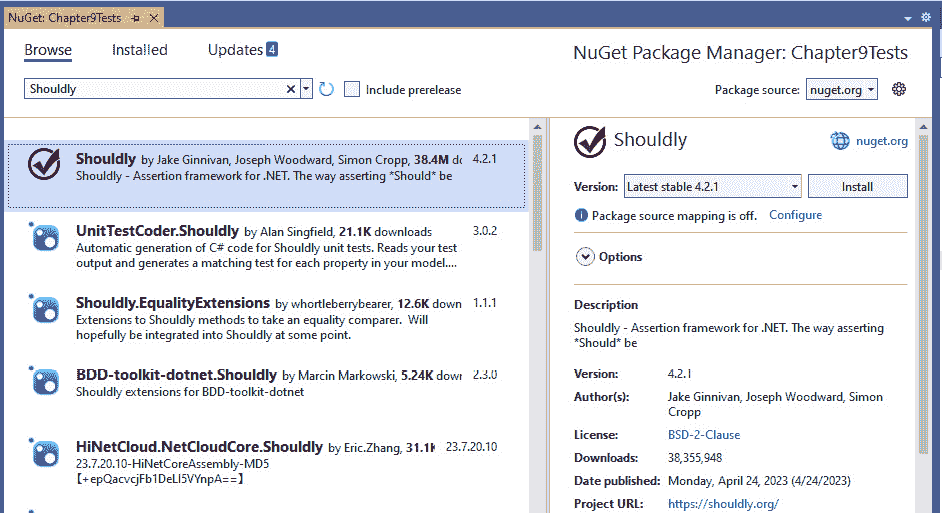 NuGet: Chapter9Tests
Browse
Installed
Updates 4
NuGet Package Manager: Chapter9Tests
Shouldly
Include prerelease
Package source: nuget.org
Shouldly by Jake Ginnivan, Joseph Woodward, Simon Cropp, 38.4M dc 4.2.1
Shouldly - Assertion framework for .NET. The way asserting *Should* be
UnitTestCoder.Shouldly by Alan Singfield, 21.1K downloads 3.0.2
Automatic generation of C# code for Shouldly unit tests. Reads your test
output and generates a matching test for each property in your model....
Shouldly.EqualityExtensions by whortleberrybearer, 12.6K down 1.1.1
Extensions to Shouldly methods to take an equality comparer. Will
hopefully be integrated into Shouldly at some point.
BDD-toolkit-dotnet.Shouldly by Marcin Markowski, 5.24K dow 2.3.0
Shouldly extensions for BDD-toolkit-dotnet
HiNetCloud.NetCloudCore.Shouldly by Eric.Zhang, 31.1K 23.7.20.10
23.7.20.10-HiNetCoreAssembly-MD5
【+epQacvcjFb1DeLI5VYnpA==】
Shouldly
nuget.org
Version: Latest stable 4.2.1 Install
Package source mapping is off. Configure
Options
Description
Shouldly - Assertion framework for .NET. The way asserting
*Should* be
Version: 4.2.1
Author(s): Jake Ginnivan, Joseph Woodward, Simon
Cropp
License: BSD-2-Clause
Downloads: 38,355,948
Date published: Monday, April 24, 2023 (4/24/2023)
Project URL: https://shouldly.org/